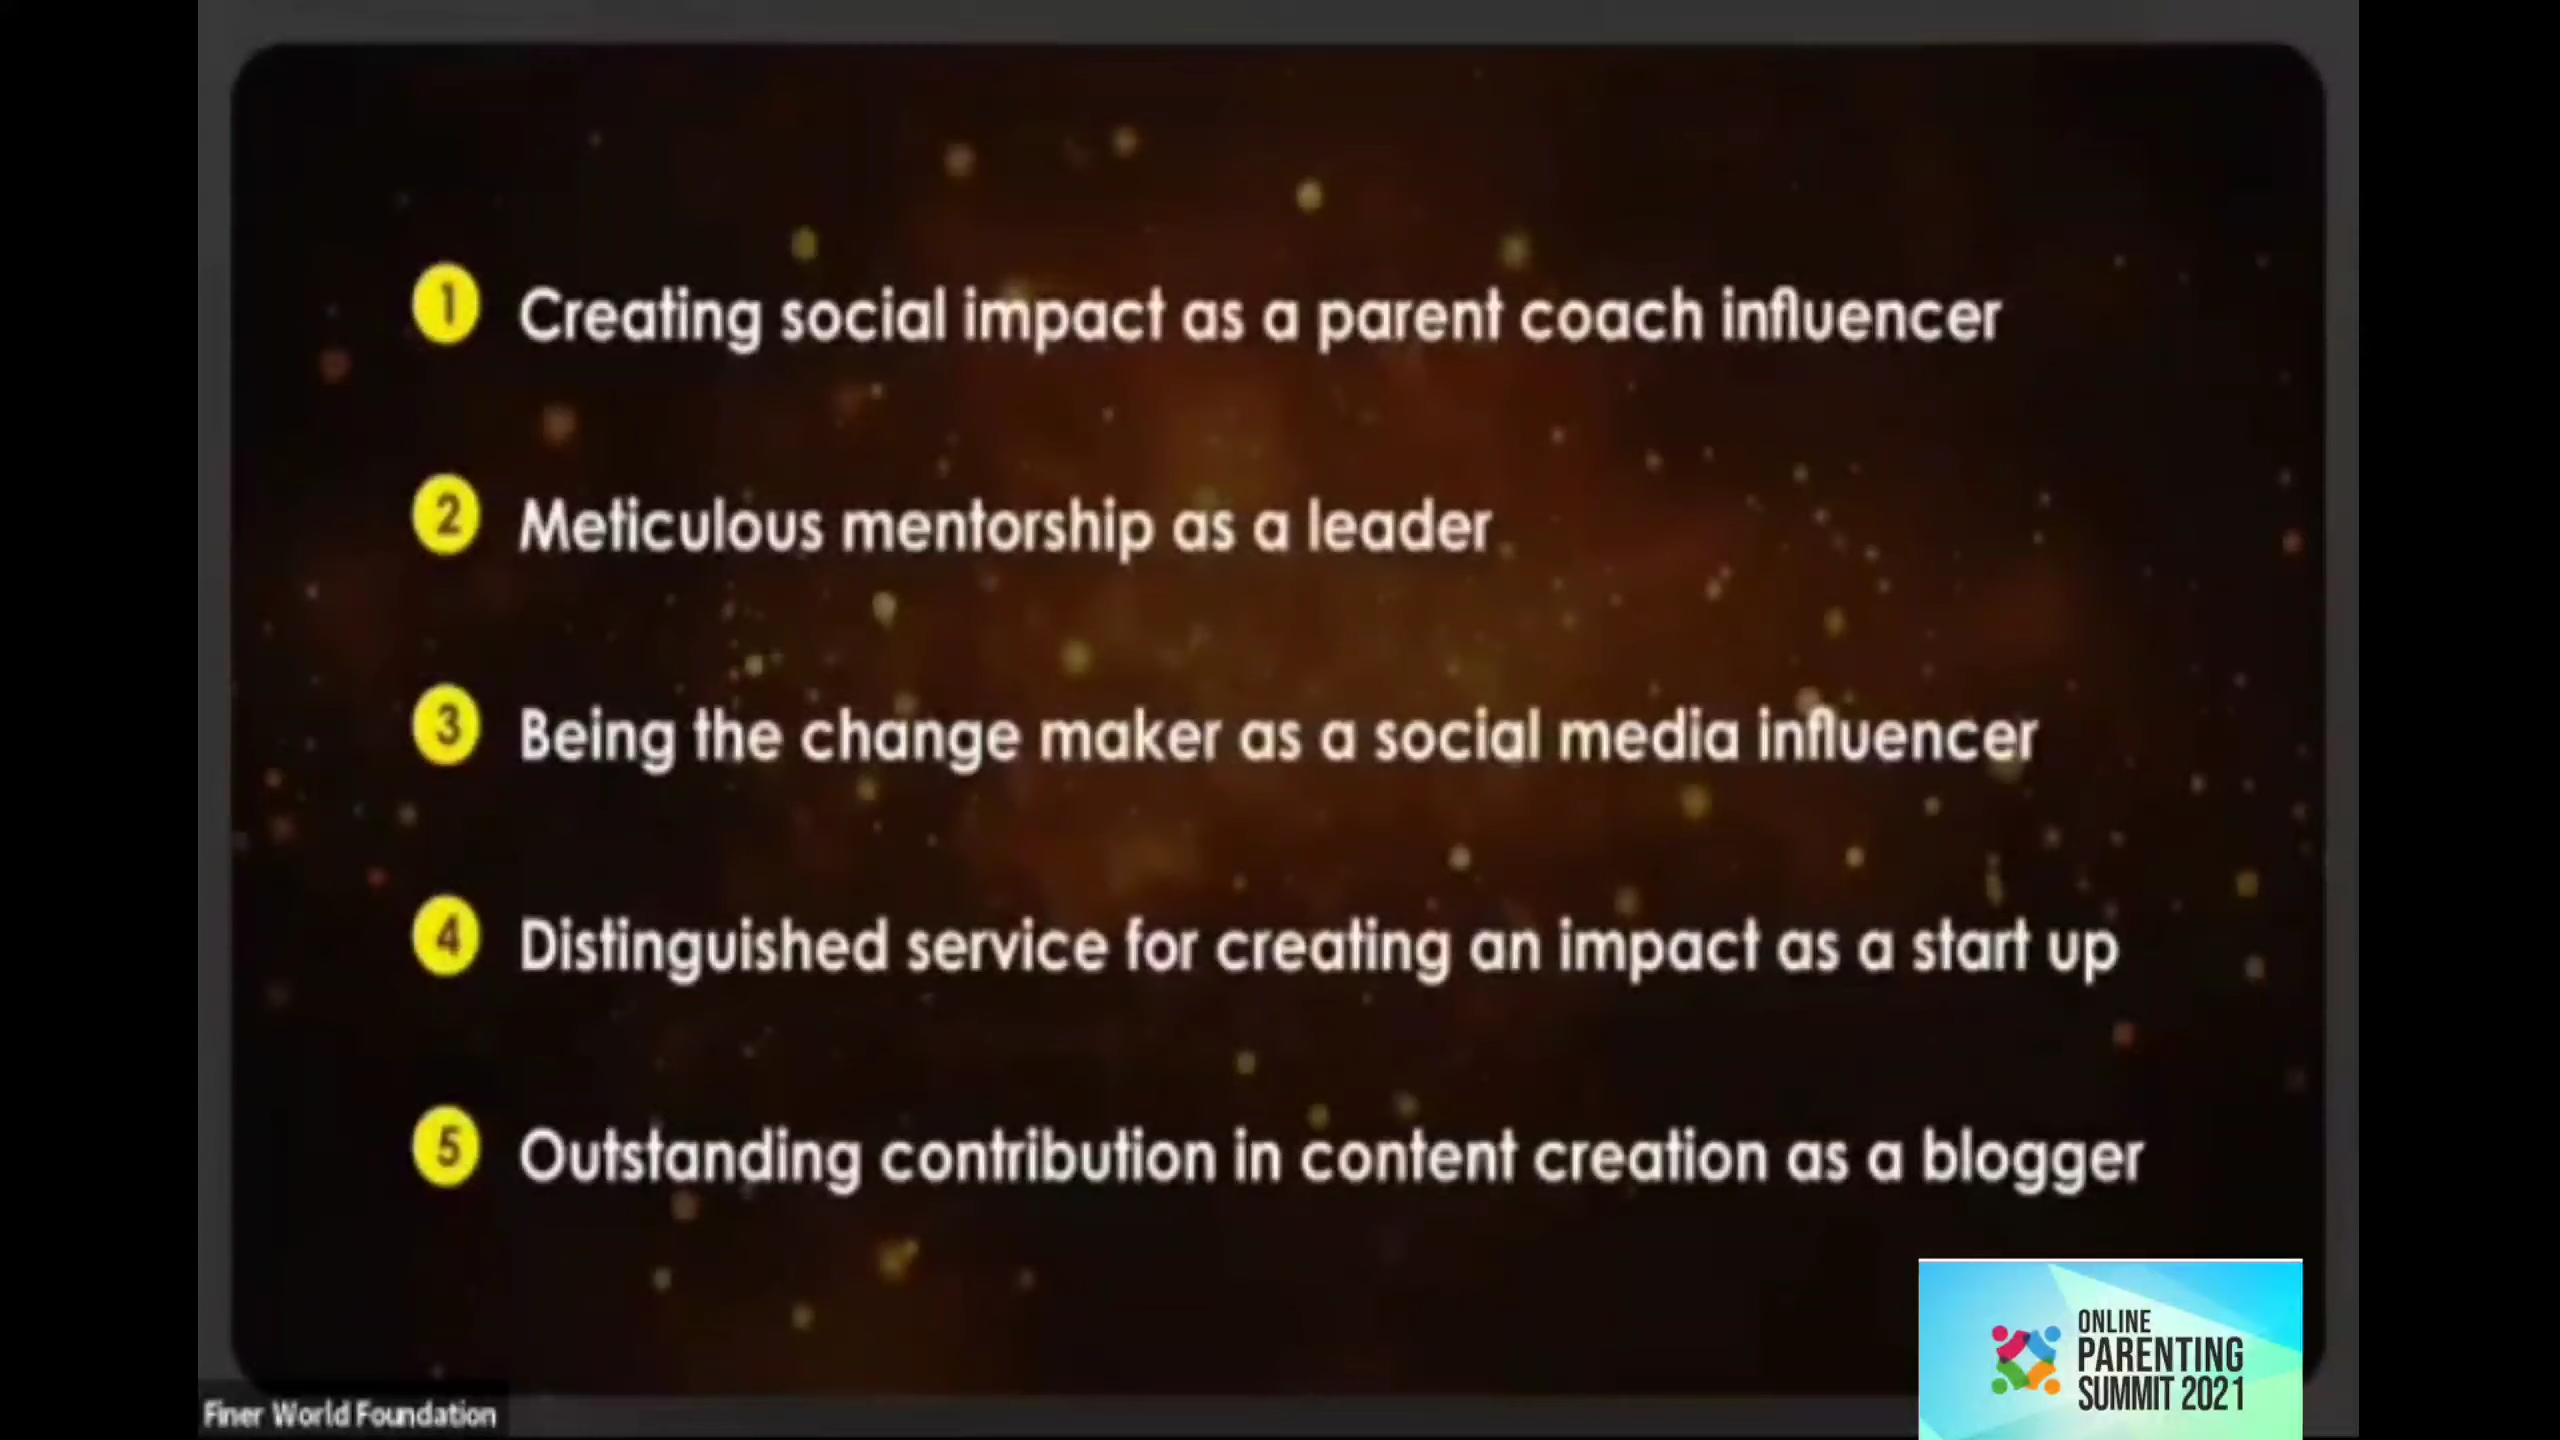 1 Creating social impact as a parent coach influencer
2 Meticulous mentorship as a leader
3 Being the change maker as a social media influencer
4 Distinguished service for creating an impact as a start up
5 Outstanding contribution in content creation as a blogger
Finer World Foundation
ONLINE
PARENTING
SUMMIT 2021